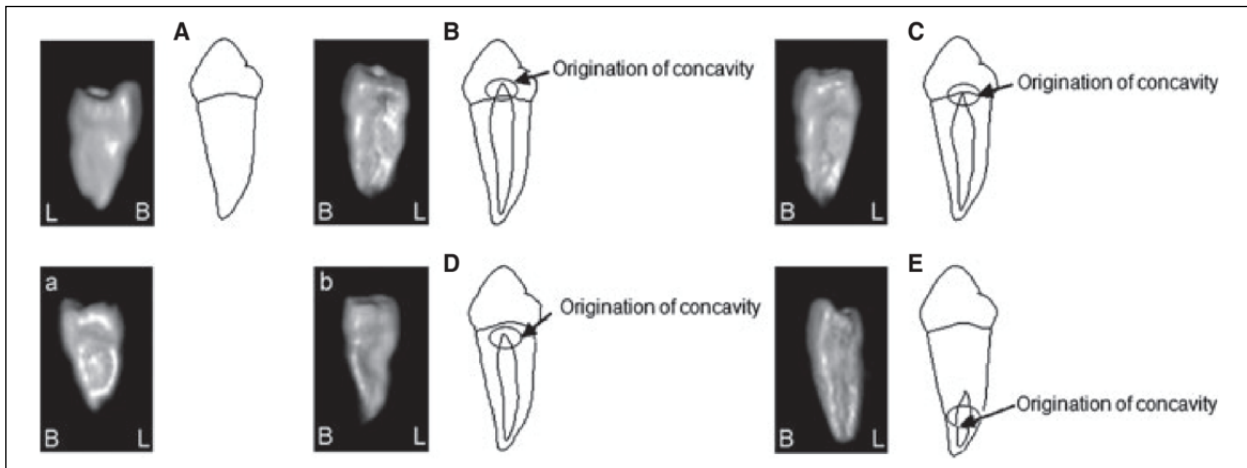 A
B
Origination of concavity
C
Origination of concavity
L B
B L
B L
a
b
D
Origination of concavity
E
Origination of concavity
B L
B L
B L